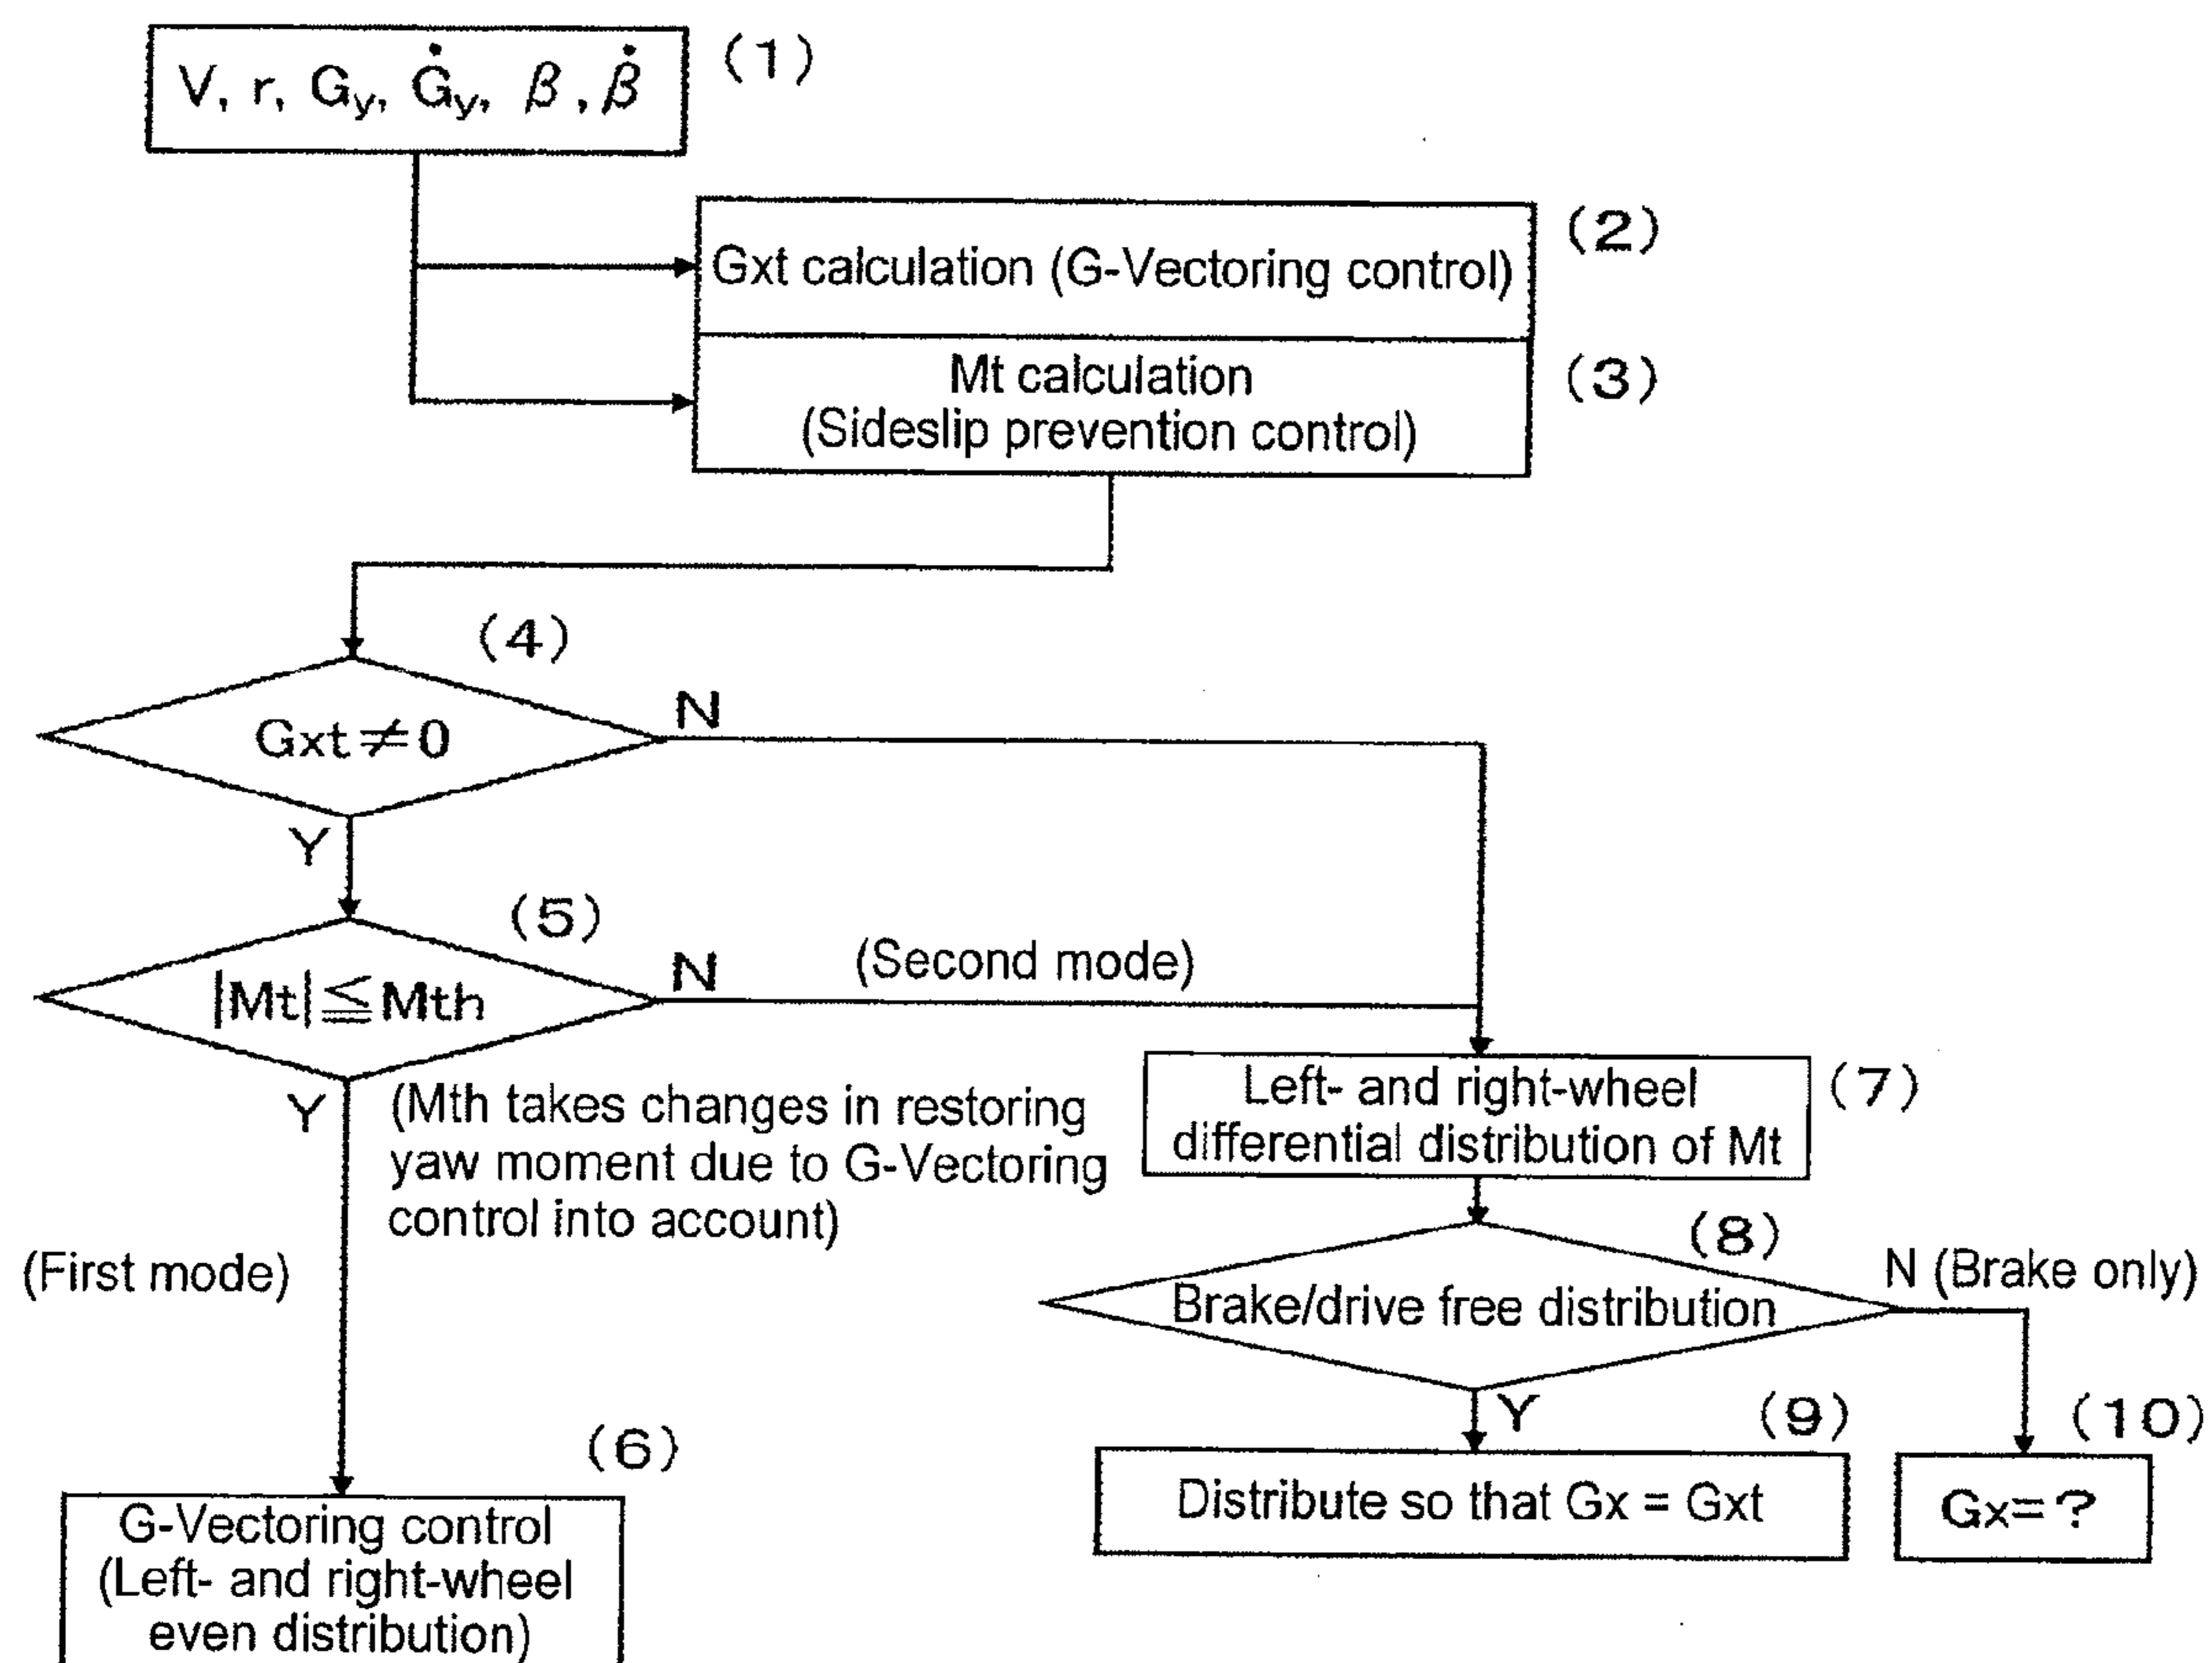 V, r, Gy, Ġy, β, β̇
(1)
Gxt calculation (G-Vectoring control)
(2)
Mt calculation
(Sideslip prevention control)
(3)
(4)
Gxt≠0
N
Y
(5)
|Mt|≦Mth
N
(Second mode)
Y
(Mth takes changes in restoring
yaw moment due to G-Vectoring
control into account)
(First mode)
(6)
G-Vectoring control
(Left- and right-wheel
even distribution)
Left- and right-wheel
differential distribution of Mt
(7)
(8)
Brake/drive free distribution
N (Brake only)
Y
(9)
Distribute so that Gx = Gxt
(10)
Gx=?